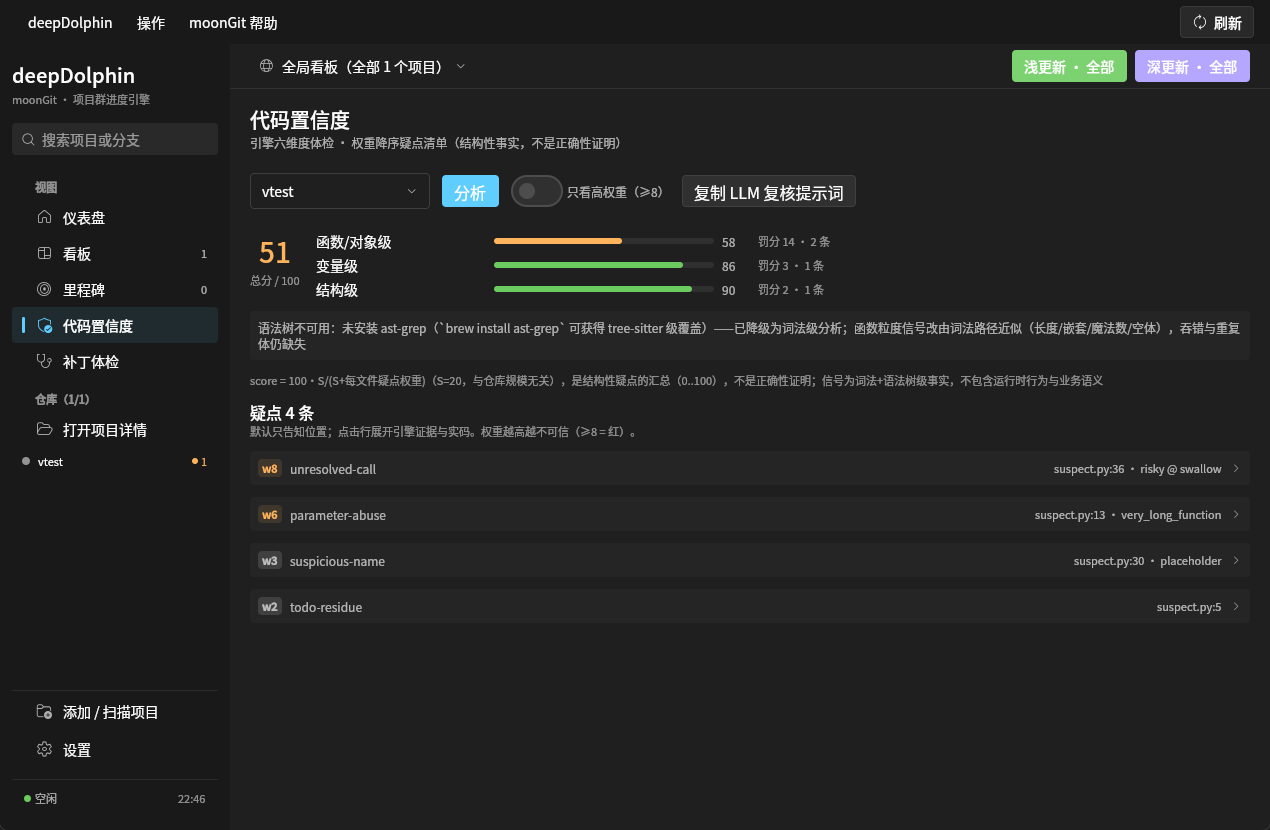 deepDolphin 操作 moonGit 帮助 刷新
deepDolphin
moonGit · 项目群进度引擎
搜索项目或分支
视图
仪表盘
看板 1
里程碑 0
代码置信度
补丁体检
仓库（1/1）
打开项目详情
vtest 1
添加 / 扫描项目
设置
空闲 22:46
全局看板（全部 1 个项目） 浅更新 · 全部 深更新 · 全部
代码置信度
引擎六维度体检 · 权重降序疑点清单（结构性事实，不是正确性证明）
vtest 分析 只看高权重（≥8） 复制 LLM 复核提示词
51
总分 / 100
函数/对象级 58 罚分 14 · 2 条
变量级 86 罚分 3 · 1 条
结构级 90 罚分 2 · 1 条
语法树不可用：未安装 ast-grep（`brew install ast-grep` 可获得 tree-sitter 级覆盖）——已降级为词法级分析；函数粒度信号改由词法路径近似（长度/嵌套/魔法数/空体），吞错与重复
体仍缺失
score = 100·S/(S+每文件疑点权重)（S=20，与仓库规模无关），是结构性疑点的汇总（0..100），不是正确性证明；信号为词法+语法树级事实，不包含运行时行为与业务语义
疑点 4 条
默认只告知位置；点击行展开引擎证据与实码。权重越高越不可信（≥8 = 红）。
w8 unresolved-call suspect.py:36 · risky @ swallow
w6 parameter-abuse suspect.py:13 · very_long_function
w3 suspicious-name suspect.py:30 · placeholder
w2 todo-residue suspect.py:5